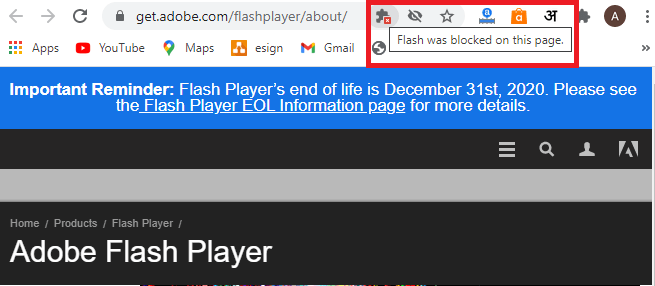 get.adobe.com/flashplayer/about/
a
a
अ
A
Apps YouTube Maps esign Gmail
Flash was blocked on this page.
»
Important Reminder: Flash Player's end of life is December 31st, 2020. Please see
the Flash Player EOL Information page for more details.
Home / Products / Flash Player /
Adobe Flash Player